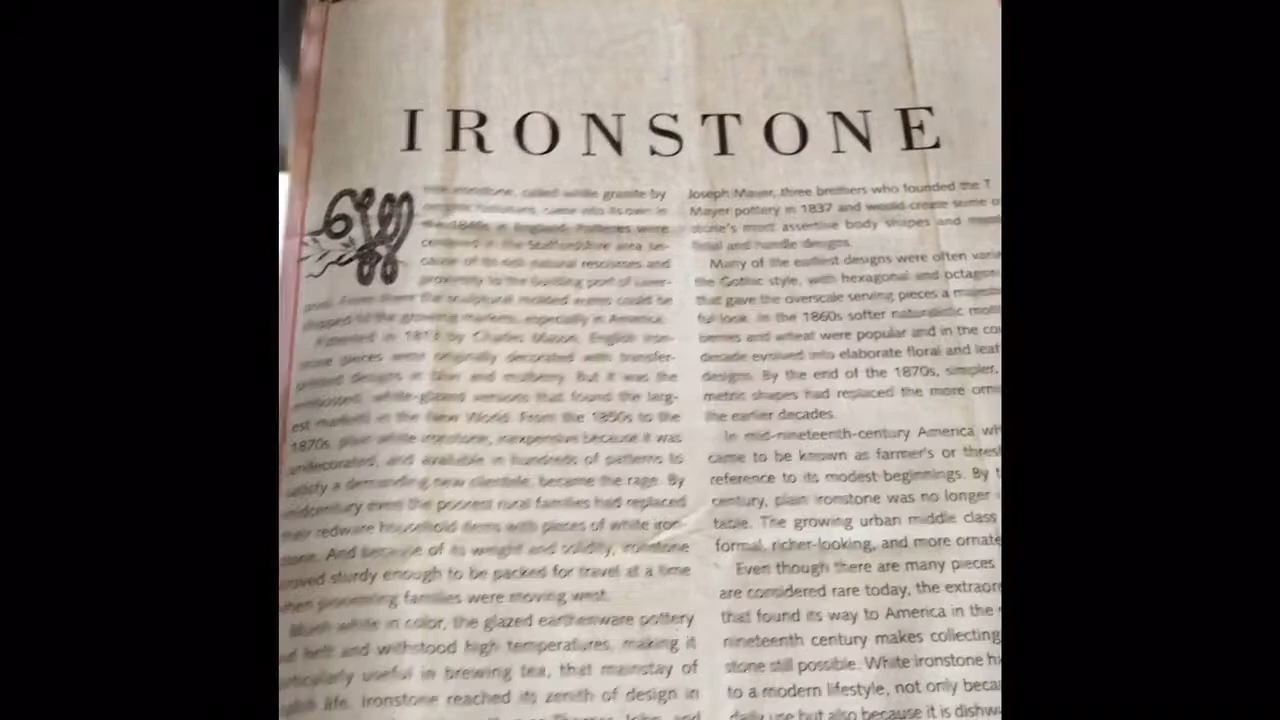 IRONSTONE
ironstone, called white granite by
came into its own in
the 1840s in England. Potteries were
centered in the Staffordshire area be-
cause of its rich natural resources and
proximity to the bustling port of Liver-
pool. From there the sculptural molded wares could be
shipped to the growing markets, especially in America.
Patented in 1813 by Charles Mason, English iron-
stone pieces were originally decorated with transfer-
printed designs in blue and mulberry. But it was the
white-glazed versions that found the larg-
est markets in the New World. From the 1850s to the
1870s, plain white ironstone, inexpensive because it was
undecorated, and available in hundreds of patterns to
satisfy a demanding new clientele, became the rage. By
midcentury even the poorest rural families had replaced
their redware household items with pieces of white iron-
stone. And because of its weight and solidity, ironstone
proved sturdy enough to be packed for travel at a time
when pioneering families were moving west.
Bluish white in color, the glazed earthenware pottery
held and withstood high temperatures, making it
particularly useful in brewing tea, that mainstay of
life. Ironstone reached its zenith of design in
Thomas, John, and
Joseph Mayer, three brothers who founded the T
Mayer pottery in 1837 and would create some o
stone's most assertive body shapes and
finial and handle designs.
Many of the earliest designs were often varia
the Gothic style, with hexagonal and octagon
that gave the overscale serving pieces a
ful look. In the 1860s softer naturalistic moti
berries and wheat were popular and in the
decade evolved into elaborate floral and leaf
designs. By the end of the 1870s, simpler,
metric shapes had replaced the more orn
the earlier decades.
In mid-nineteenth-century America wh
came to be known as farmer's or thresh
reference to its modest beginnings. By t
century, plain ironstone was no longer
table. The growing urban middle class
formal, richer-looking, and more ornate
Even though there are many pieces
are considered rare today, the extraor
that found its way to America in the
nineteenth century makes collecting
stone still possible. White ironstone h
to a modern lifestyle, not only beca
daily use but also because it is dishw